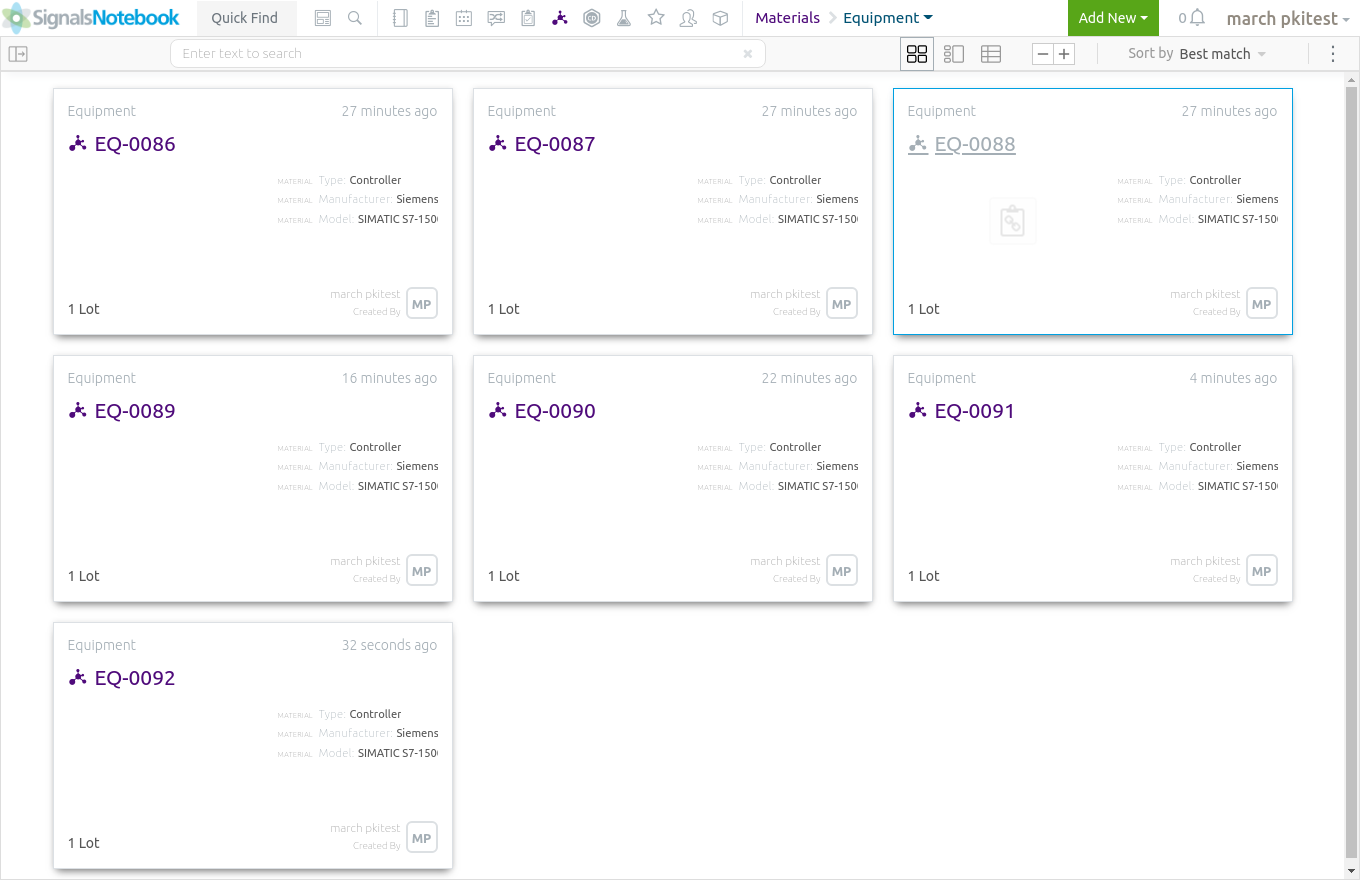 SignalsNotebook Quick Find Materials Equipment Add New 0 march pkitest
Enter text to search Sort by Best match
Equipment 27 minutes ago
EQ-0086
MATERIAL Type: Controller
MATERIAL Manufacturer: Siemens
MATERIAL Model: SIMATIC S7-150
march pkitest
Created By
MP
1 Lot
Equipment 27 minutes ago
EQ-0087
MATERIAL Type: Controller
MATERIAL Manufacturer: Siemens
MATERIAL Model: SIMATIC S7-150
march pkitest
Created By
MP
1 Lot
Equipment 27 minutes ago
EQ-0088
MATERIAL Type: Controller
MATERIAL Manufacturer: Siemens
MATERIAL Model: SIMATIC S7-150
march pkitest
Created By
MP
1 Lot
Equipment 16 minutes ago
EQ-0089
MATERIAL Type: Controller
MATERIAL Manufacturer: Siemens
MATERIAL Model: SIMATIC S7-150
march pkitest
Created By
MP
1 Lot
Equipment 22 minutes ago
EQ-0090
MATERIAL Type: Controller
MATERIAL Manufacturer: Siemens
MATERIAL Model: SIMATIC S7-150
march pkitest
Created By
MP
1 Lot
Equipment 4 minutes ago
EQ-0091
MATERIAL Type: Controller
MATERIAL Manufacturer: Siemens
MATERIAL Model: SIMATIC S7-150
march pkitest
Created By
MP
1 Lot
Equipment 32 seconds ago
EQ-0092
MATERIAL Type: Controller
MATERIAL Manufacturer: Siemens
MATERIAL Model: SIMATIC S7-150
march pkitest
Created By
MP
1 Lot